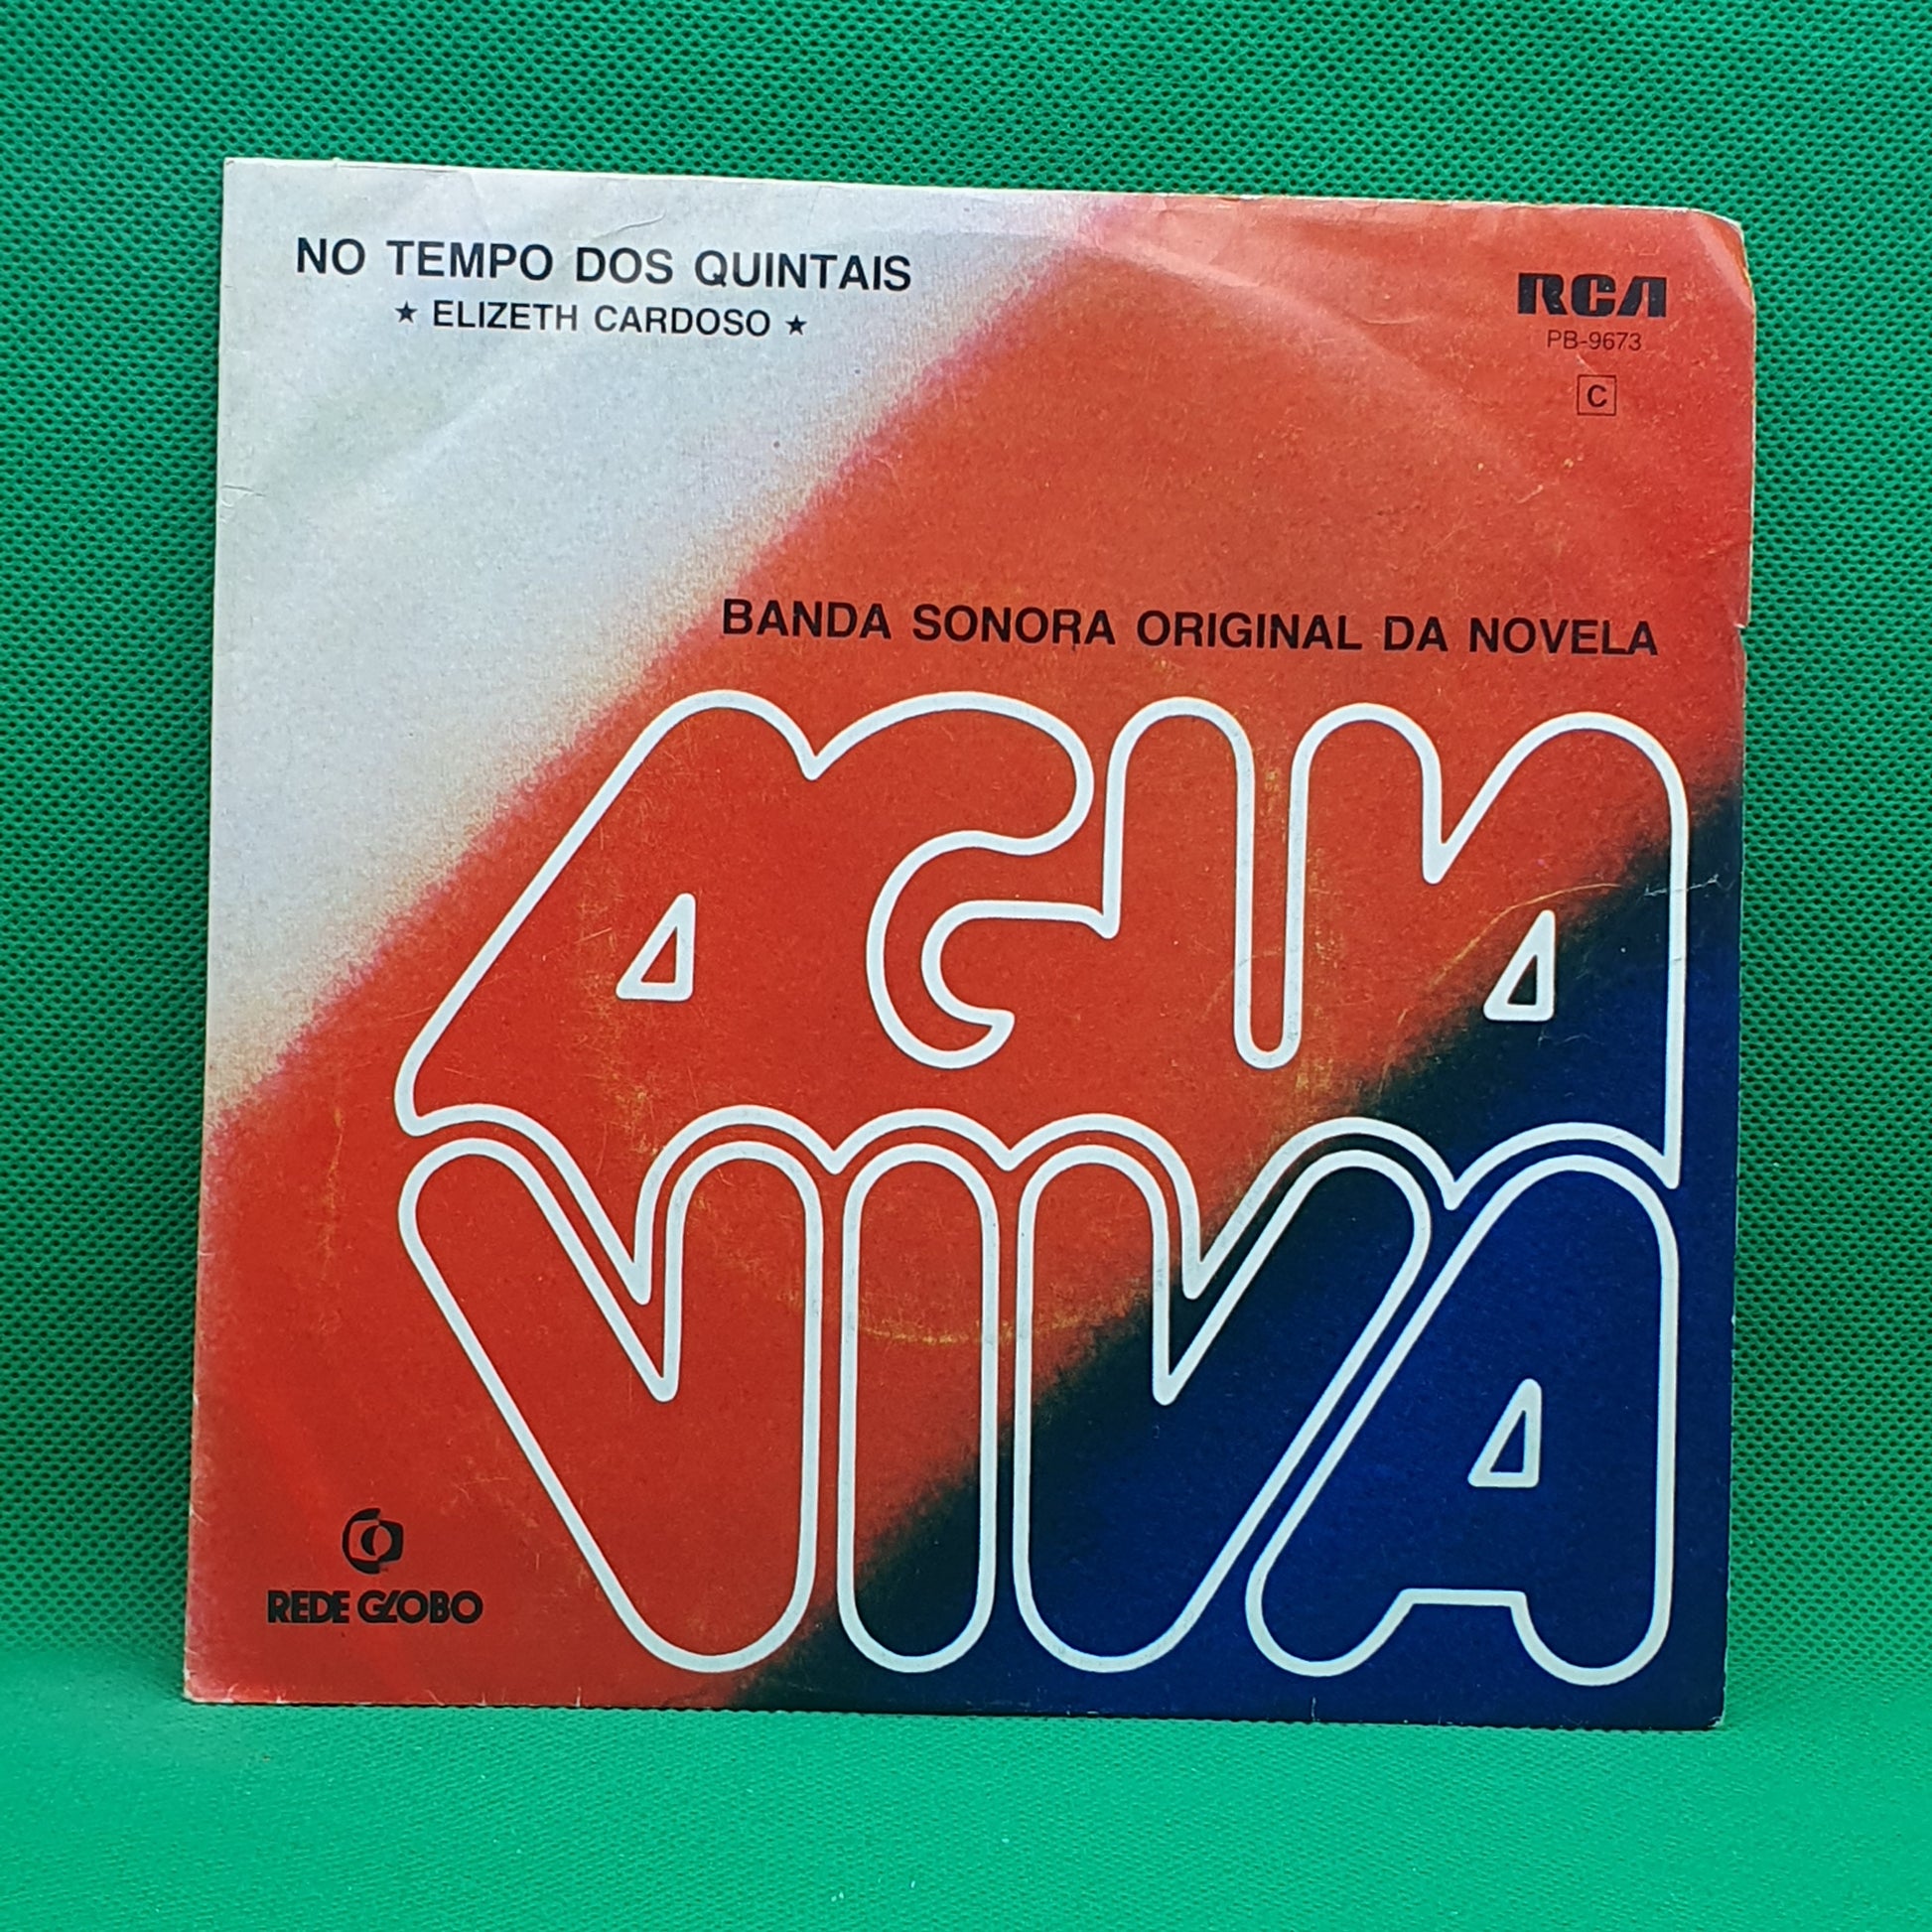 NO TEMPO DOS QUINTAIS
★ ELIZETH CARDOSO ★
RCA
PB-9673
C
BANDA SONORA ORIGINAL DA NOVELA
AGUA
VIVA
REDE GLOBO